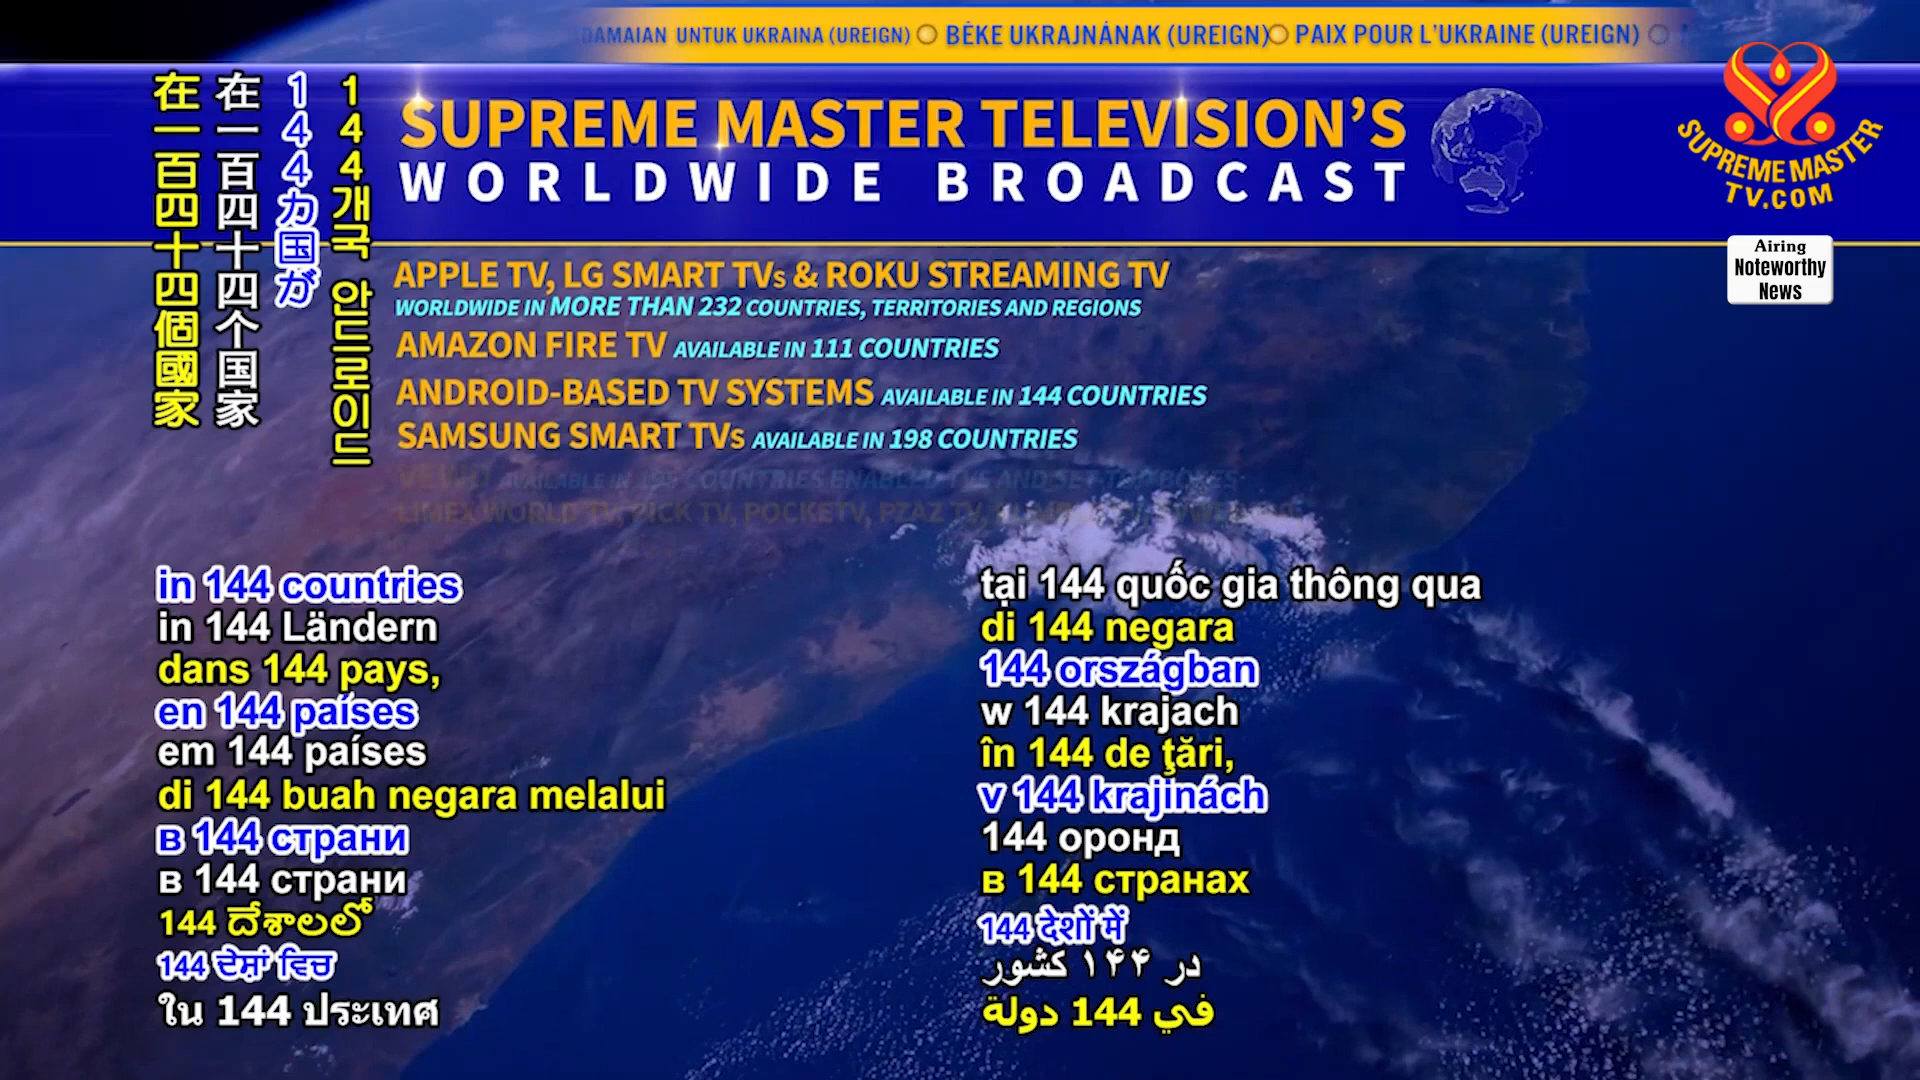 UNTUK UKRAINA (UREIGN) BÉKE UKRAJNÁNAK (UREIGN) PAIX POUR L'UKRAINE (UREIGN)
在一百四十四個國家
在一百四十四个国家
144カ国が
144개국 안드로이드
SUPREME MASTER TELEVISION'S
WORLDWIDE BROADCAST
SUPREME MASTER
TV.COM
Airing
Noteworthy
News
APPLE TV, LG SMART TVs & ROKU STREAMING TV
WORLDWIDE IN MORE THAN 232 COUNTRIES, TERRITORIES AND REGIONS
AMAZON FIRE TV AVAILABLE IN 111 COUNTRIES
ANDROID-BASED TV SYSTEMS AVAILABLE IN 144 COUNTRIES
SAMSUNG SMART TVs AVAILABLE IN 198 COUNTRIES
in 144 countries
in 144 Ländern
dans 144 pays,
en 144 países
em 144 países
di 144 buah negara melalui
в 144 страни
в 144 страни
144 దేశాలలో
144 ਦੇਸ਼ਾਂ ਵਿਚ
ใน 144 ประเทศ
tại 144 quốc gia thông qua
di 144 negara
144 országban
w 144 krajach
în 144 de ţări,
v 144 krajinách
144 оронд
в 144 странах
144 देशों में
در ۱۴۴ کشور
في 144 دولة